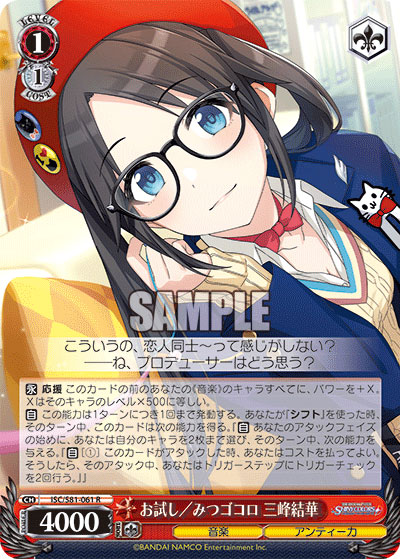 LEVEL
1
1
COST
SAMPLE
こういうの、恋人同士～って感じがしない？
――ね、プロデューサーはどう思う？
永 応援 このカードの前のあなたの《音楽》のキャラすべてに、パワーを＋X。
Xはそのキャラのレベル×500に等しい。
自 この能力は1ターンにつき1回まで発動する。あなたが「シフト」を使った時、
そのターン中、このカードは次の能力を得る。『自 あなたのアタックフェイズ
の始めに、あなたは自分のキャラを2枚まで選び、そのターン中、次の能力を
与える。『自 [①] このカードがアタックした時、あなたはコストを払ってよい。
そうしたら、そのアタック中、あなたはトリガーステップにトリガーチェック
を2回行う。』』
CH
ISC/S81-061 R
POWER
4000
お試し／みつゴコロ 三峰結華
SHINYCOLORS
音楽
アンティーカ
©BANDAI NAMCO Entertainment Inc.